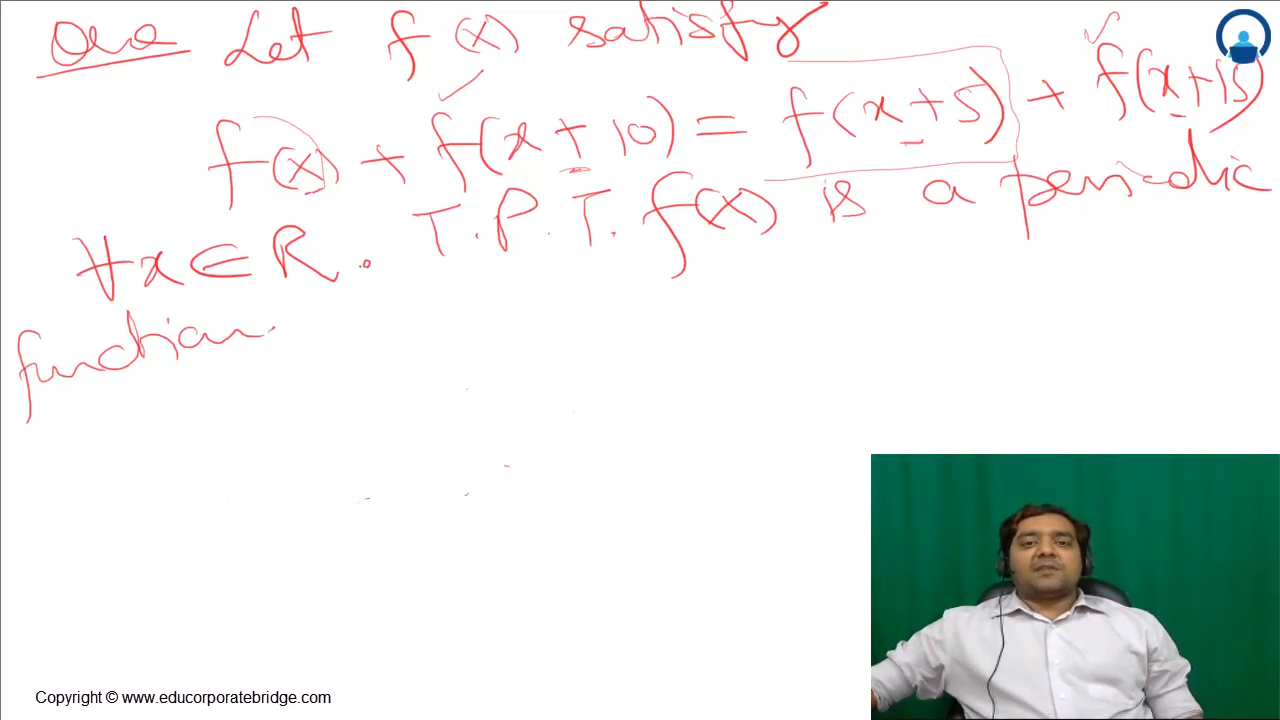 Que Let f(x) satisfy
f(x) + f(x+10) = f(x+5) + f(x+15)
∀x∈R. T.P.T. f(x) is a periodic
function.
Copyright © www.educorporatebridge.com